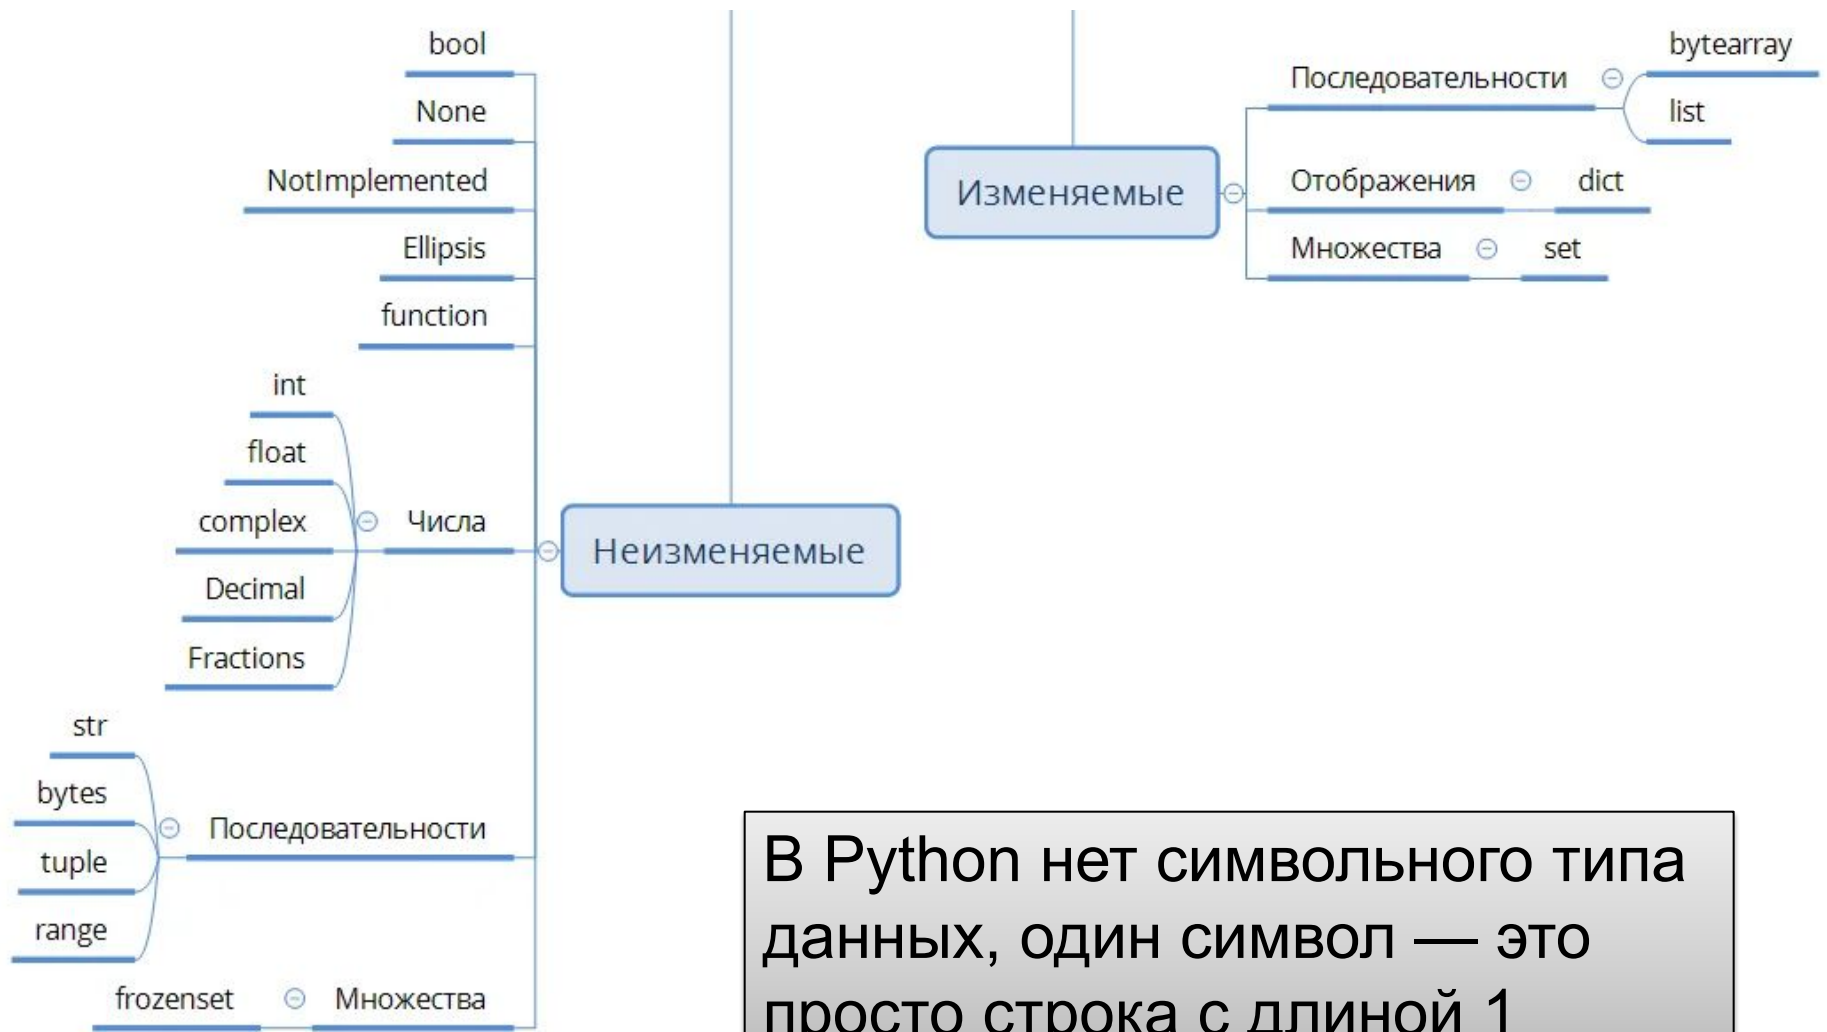 bool
None
NotImplemented
Ellipsis
function
int
float
complex
Decimal
Fractions
Числа
str
bytes
tuple
range
Последовательности
frozenset
Множества
Неизменяемые
Изменяемые
Последовательности
bytearray
list
Отображения
dict
Множества
set
В Python нет символьного типа
данных, один символ — это
просто строка с длиной 1